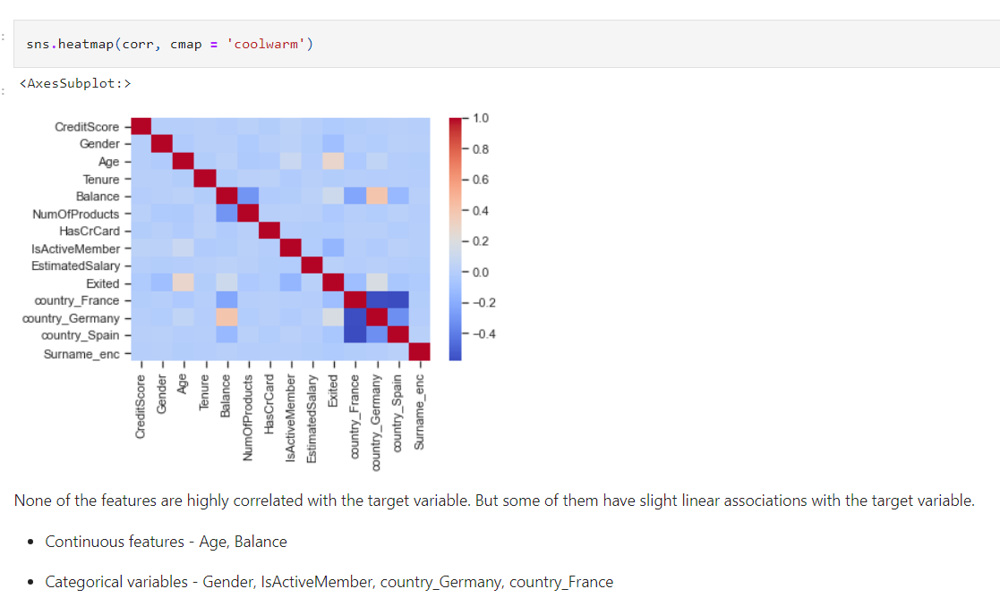 sns.heatmap(corr, cmap = 'coolwarm')
<AxesSubplot:>
CreditScore
Gender
Age
Tenure
Balance
NumOfProducts
HasCrCard
IsActiveMember
EstimatedSalary
Exited
country_France
country_Germany
country_Spain
Surname_enc
1.0
0.8
0.6
0.4
0.2
0.0
−0.2
−0.4
CreditScore
Gender
Age
Tenure
Balance
NumOfProducts
HasCrCard
IsActiveMember
EstimatedSalary
Exited
country_France
country_Germany
country_Spain
Surname_enc
None of the features are highly correlated with the target variable. But some of them have slight linear associations with the target variable.
• Continuous features - Age, Balance
• Categorical variables - Gender, IsActiveMember, country_Germany, country_France